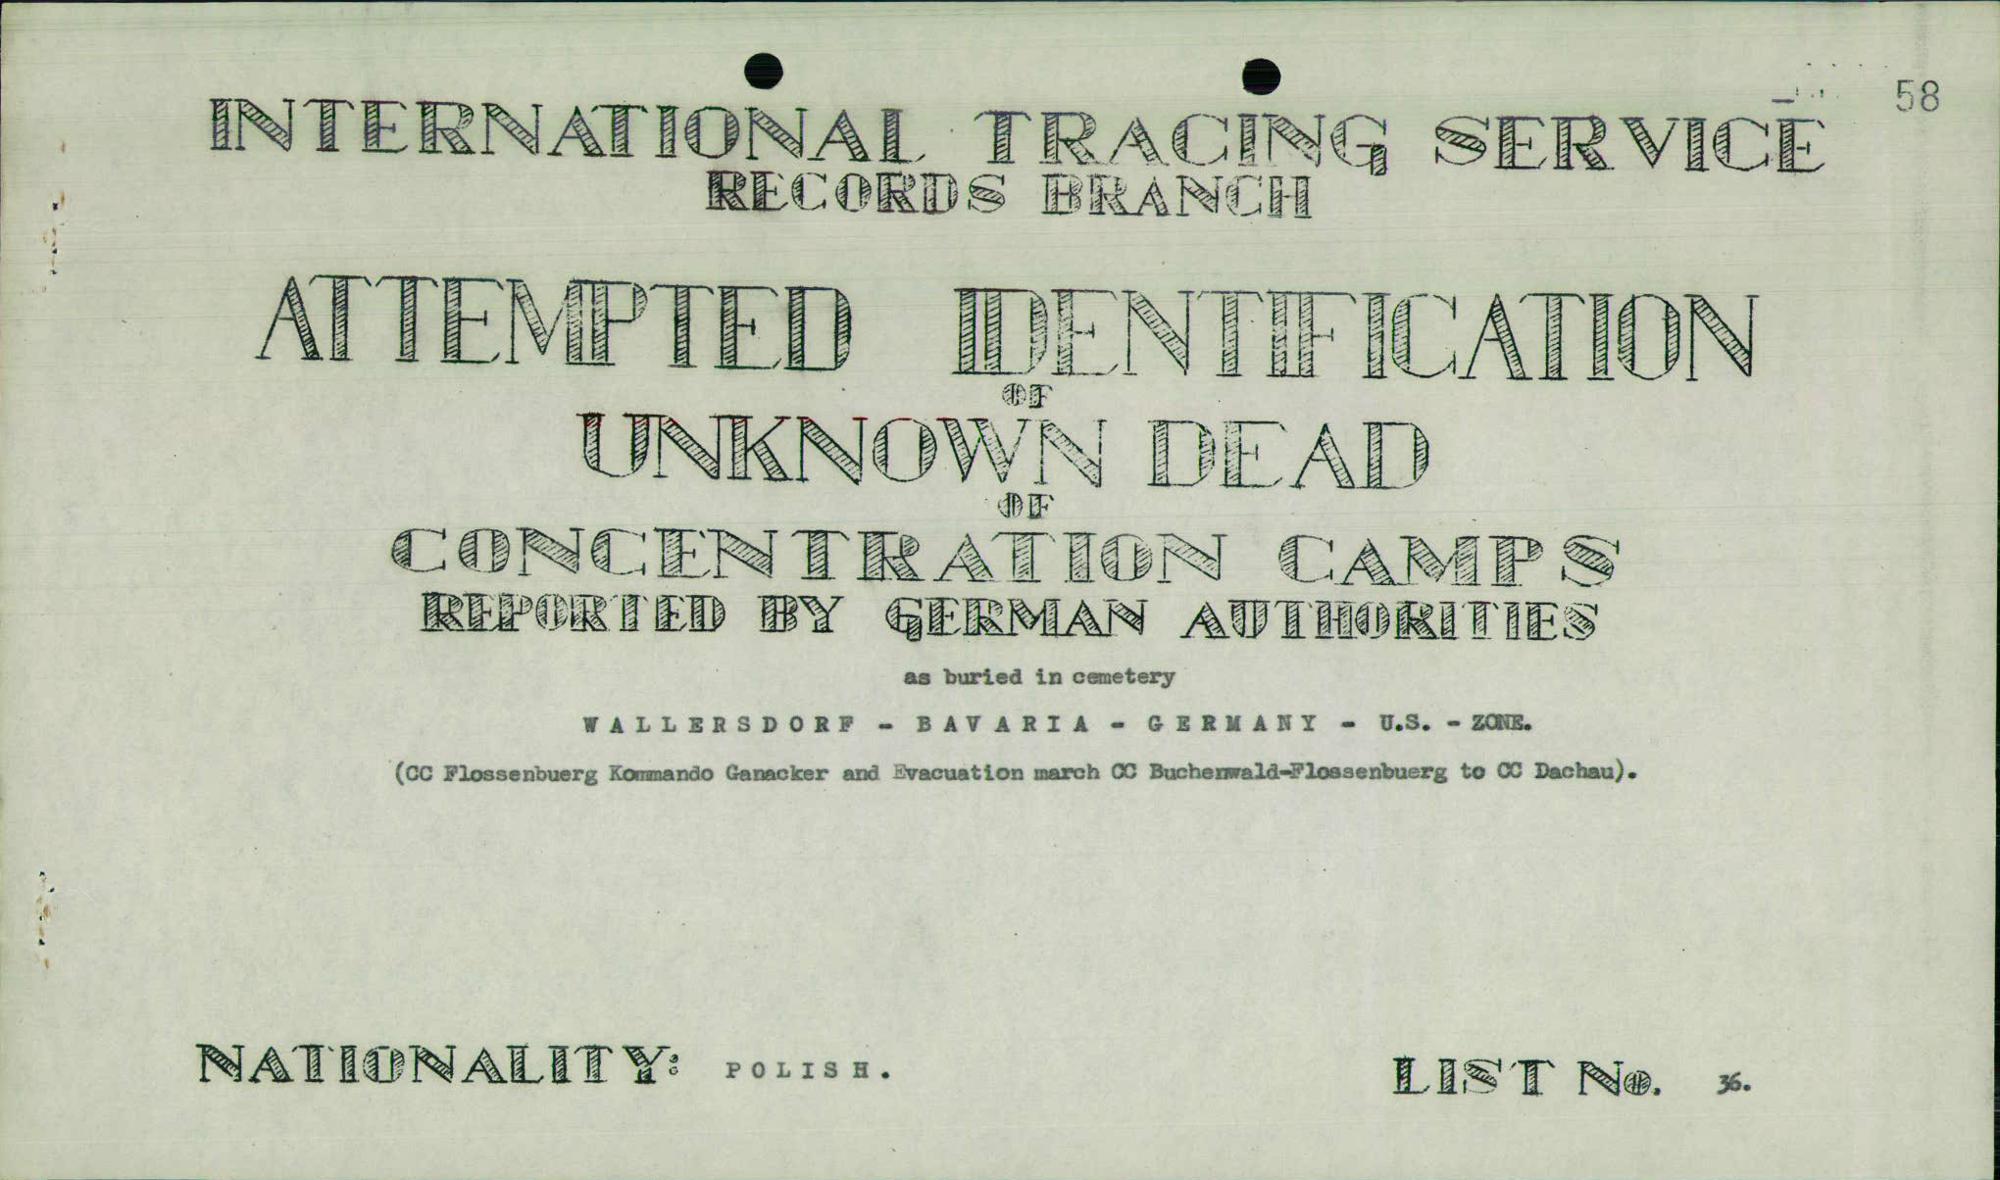 58
INTERNATIONAL TRACING SERVICE
RECORDS BRANCH
ATTEMPTED IDENTIFICATION
OF
UNKNOWN DEAD
OF
CONCENTRATION CAMPS
REPORTED BY GERMAN AUTHORITIES
as buried in cemetery
WALLERSDORF - BAVARIA - GERMANY - U.S. - ZONE.
(CC Flossenbuerg Kommando Ganacker and Evacuation march CC Buchenwald-Flossenbuerg to CC Dachau).
NATIONALITY: POLISH. LIST No. 36.